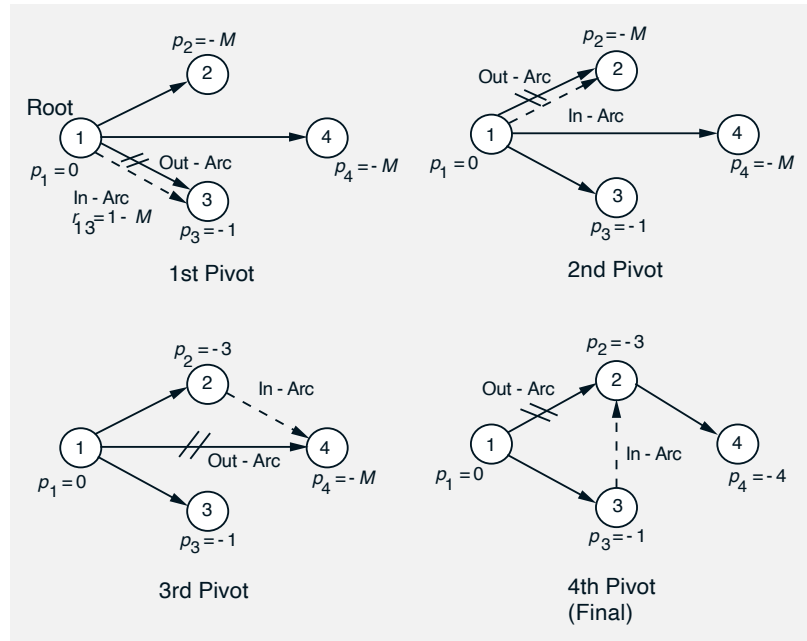 p2 = - M
2
Root
1
4
Out - Arc
p1 = 0
p4 = - M
In - Arc
3
r13 = 1 - M
p3 = - 1
1st Pivot
p2 = - M
2
Out - Arc
In - Arc
1
4
p1 = 0
p4 = - M
3
p3 = - 1
2nd Pivot
p2 = - 3
2
In - Arc
1
4
Out - Arc
p1 = 0
p4 = - M
3
p3 = - 1
3rd Pivot
p2 = - 3
2
Out - Arc
1
4
In - Arc
p1 = 0
p4 = - 4
3
p3 = - 1
4th Pivot
(Final)